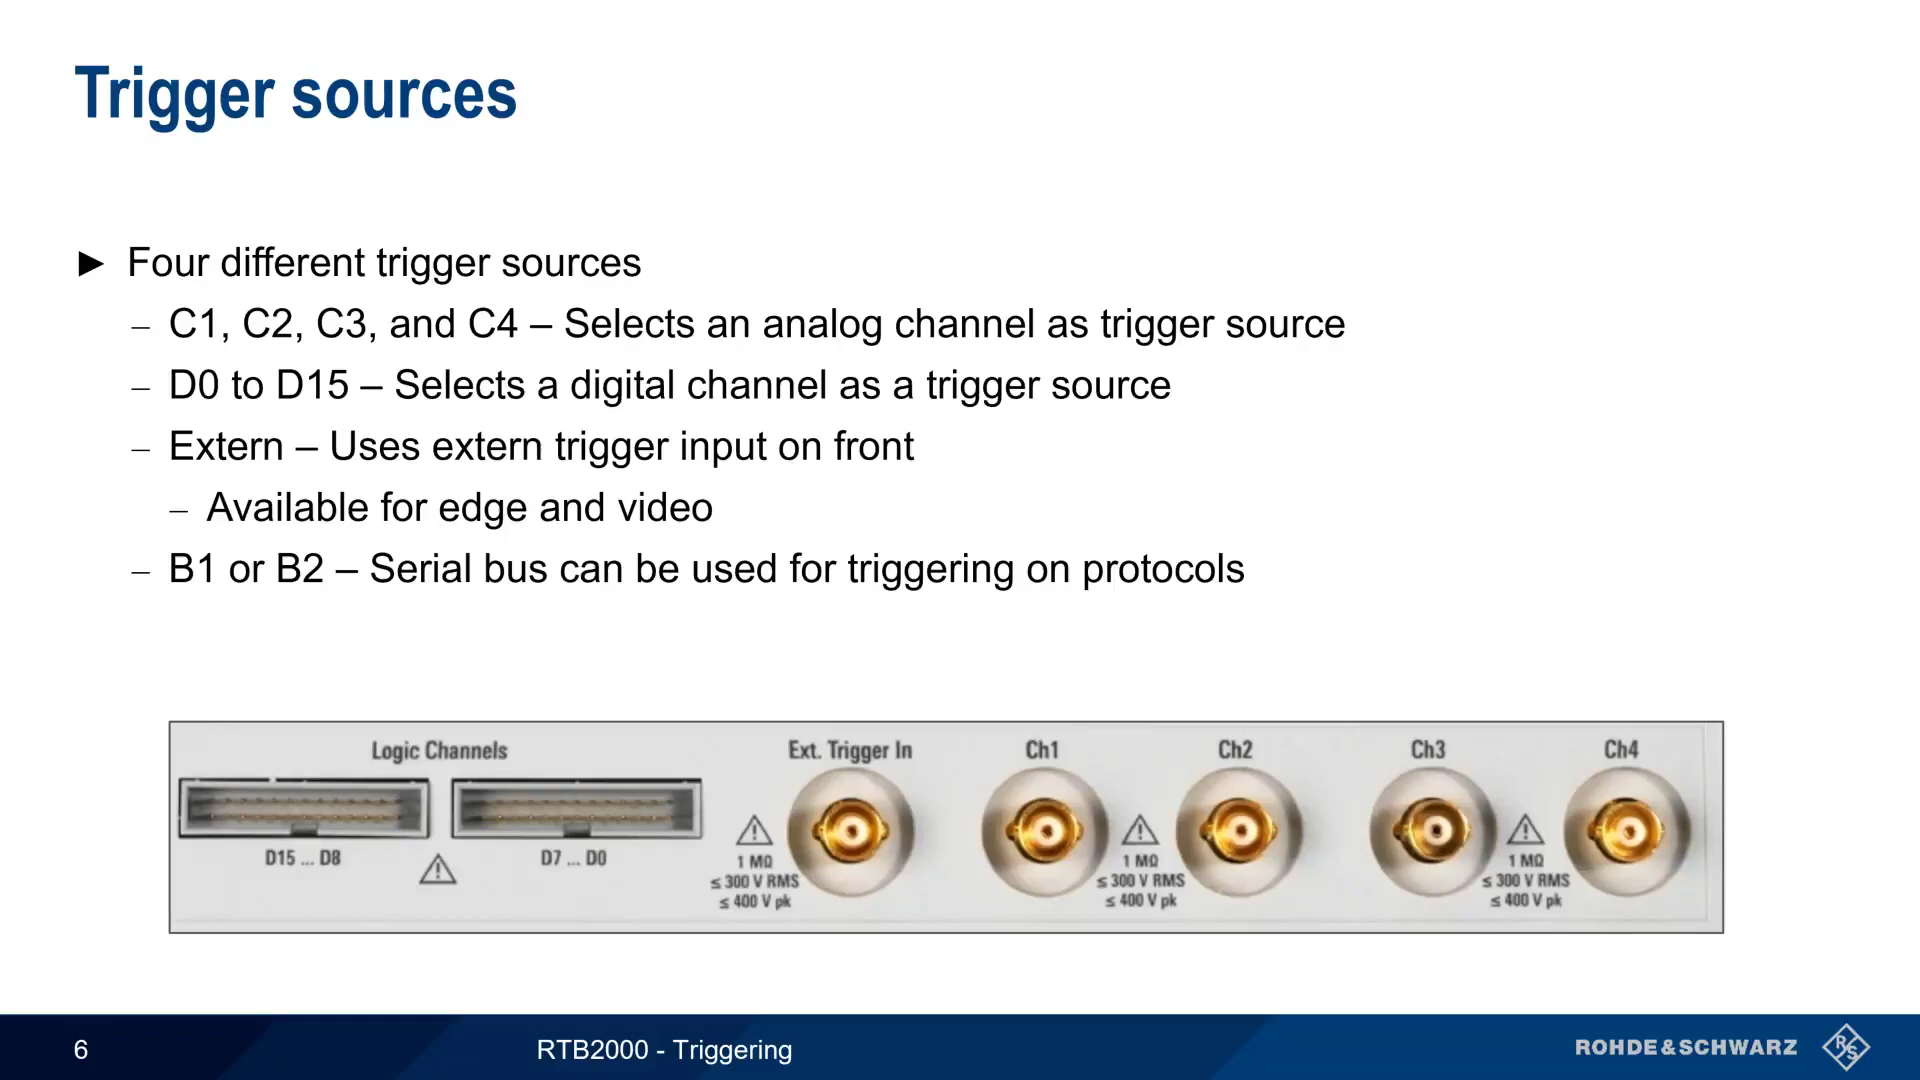 Trigger sources
► Four different trigger sources
– C1, C2, C3, and C4 – Selects an analog channel as trigger source
– D0 to D15 – Selects a digital channel as a trigger source
– Extern – Uses extern trigger input on front
– Available for edge and video
– B1 or B2 – Serial bus can be used for triggering on protocols
Logic Channels
Ext. Trigger In
Ch1
Ch2
Ch3
Ch4
D15 ... D8
D7 ... D0
1 MΩ
≤ 300 V RMS
≤ 400 V pk
1 MΩ
≤ 300 V RMS
≤ 400 V pk
1 MΩ
≤ 300 V RMS
≤ 400 V pk
6
RTB2000 - Triggering
ROHDE&SCHWARZ
R&S